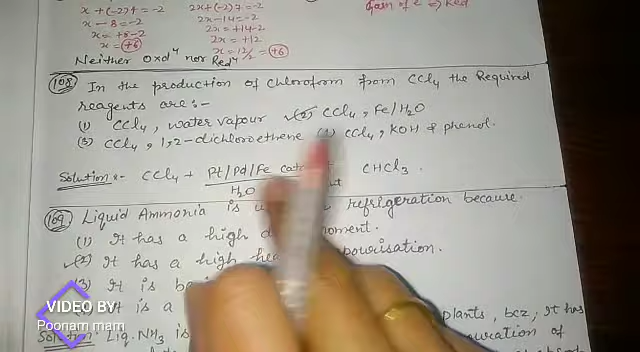 x + (-2)4 = -2 2x + (-2)7 = -2
x - 8 = -2 2x - 14 = -2
x = +8-2 2x = +14-2
x = +6 2x = +12
x = 12/2 = +6
Gain of e⁻ => Red
Neither Oxdⁿ nor Redⁿ
108 In the production of chloroform from CCl4 the Required
reagents are :-
(1) CCl4, water vapour (2) CCl4, Fe/H2O
(3) CCl4, 1,2-dichloroethene (4) CCl4, KOH & phenol.
Solution :- CCl4 + Pt/Pd/Fe CHCl3.
H2O
109 Liquid Ammonia is refrigeration because
(1) It has a high moment.
(2) It has a high vapourisation.
(3) It is
It is a plants, bcz, It has
Solution: Liq. NH3 is
VIDEO BY
Poonam mam